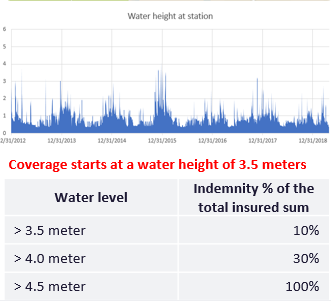 Water height at station
6
5
4
3
2
1
0
12/31/2012 12/31/2013 12/31/2014 12/31/2015 12/31/2016 12/31/2017 12/31/2018
Coverage starts at a water height of 3.5 meters
Water level
Indemnity % of the
total insured sum
> 3.5 meter 10%
> 4.0 meter 30%
> 4.5 meter 100%